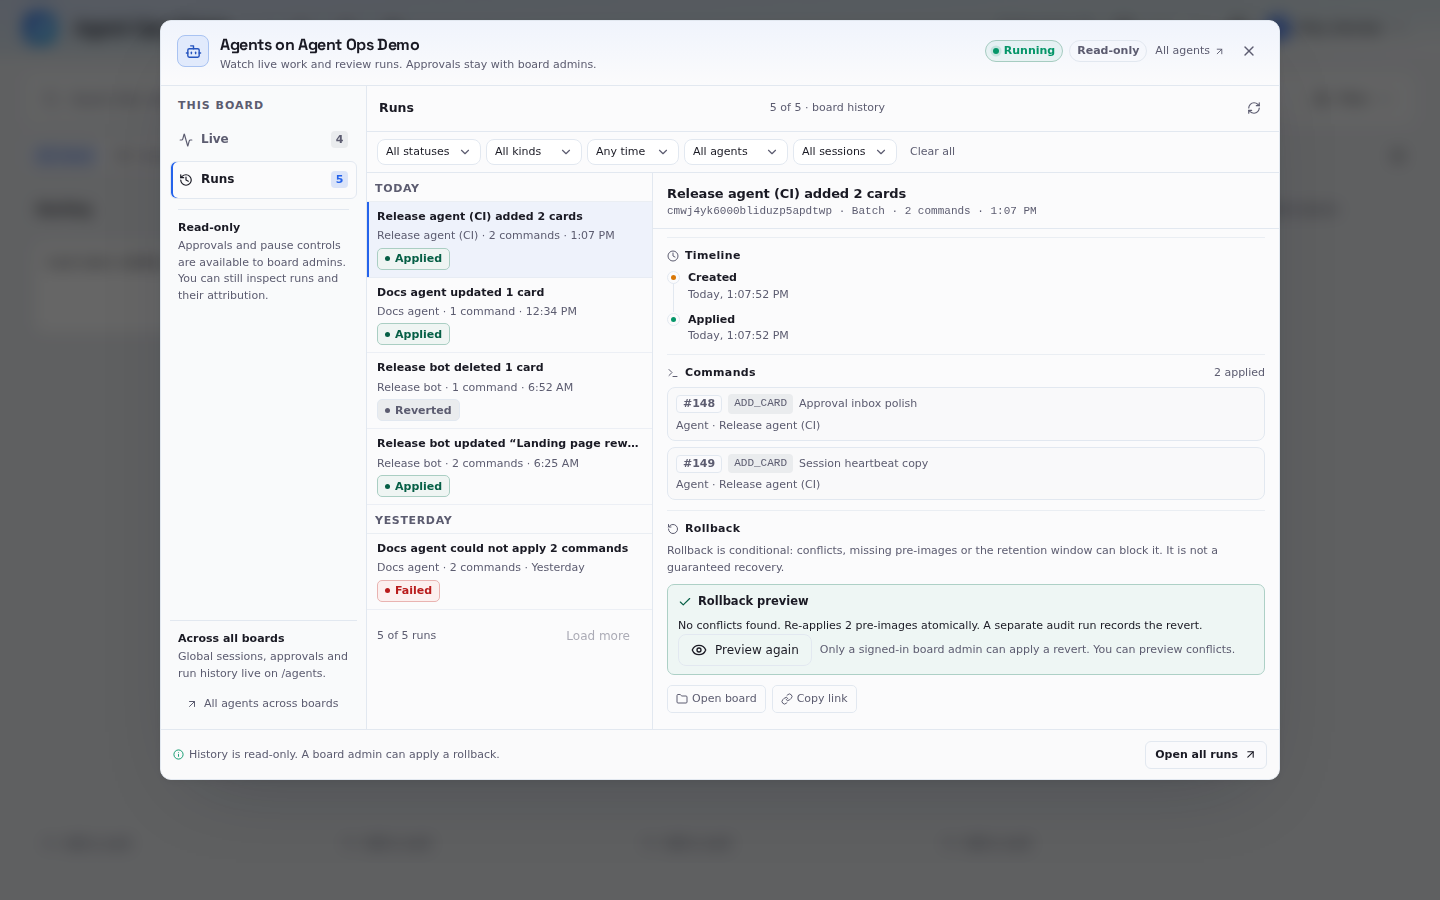 Agents on Agent Ops Demo
Watch live work and review runs. Approvals stay with board admins.
Running
Read-only
All agents
THIS BOARD
Live
4
Runs
5
Read-only
Approvals and pause controls
are available to board admins.
You can still inspect runs and
their attribution.
Across all boards
Global sessions, approvals and
run history live on /agents.
All agents across boards
Runs
5 of 5 · board history
All statuses
All kinds
Any time
All agents
All sessions
Clear all
TODAY
Release agent (CI) added 2 cards
Release agent (CI) · 2 commands · 1:07 PM
Applied
Docs agent updated 1 card
Docs agent · 1 command · 12:34 PM
Applied
Release bot deleted 1 card
Release bot · 1 command · 6:52 AM
Reverted
Release bot updated “Landing page rew…
Release bot · 2 commands · 6:25 AM
Applied
YESTERDAY
Docs agent could not apply 2 commands
Docs agent · 2 commands · Yesterday
Failed
5 of 5 runs
Load more
Release agent (CI) added 2 cards
cmwj4yk6000bliduzp5apdtwp · Batch · 2 commands · 1:07 PM
Timeline
Created
Today, 1:07:52 PM
Applied
Today, 1:07:52 PM
Commands
2 applied
#148 ADD_CARD Approval inbox polish
Agent · Release agent (CI)
#149 ADD_CARD Session heartbeat copy
Agent · Release agent (CI)
Rollback
Rollback is conditional: conflicts, missing pre-images or the retention window can block it. It is not a
guaranteed recovery.
Rollback preview
No conflicts found. Re-applies 2 pre-images atomically. A separate audit run records the revert.
Preview again
Only a signed-in board admin can apply a revert. You can preview conflicts.
Open board
Copy link
History is read-only. A board admin can apply a rollback.
Open all runs